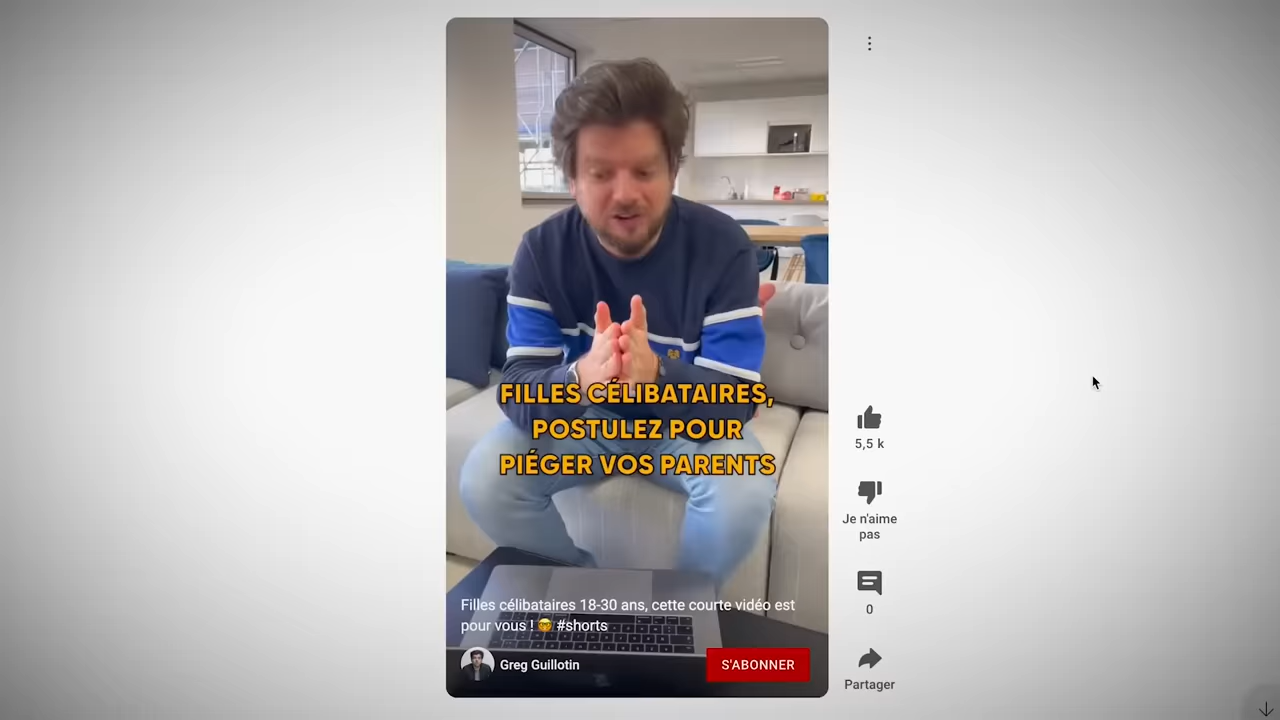 FILLES CÉLIBATAIRES,
POSTULEZ POUR
PIÉGER VOS PARENTS
5,5 k
Je n'aime
pas
0
Filles célibataires 18-30 ans, cette courte vidéo est
pour vous ! 🤓 #shorts
Greg Guillotin
S'ABONNER
Partager